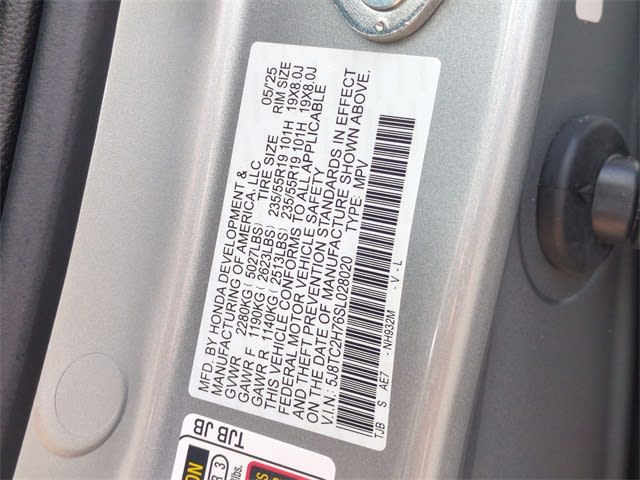 MFD. BY HONDA DEVELOPMENT &
MANUFACTURING OF AMERICA, LLC 05/'25
GVWR 2280KG (5027LBS) TIRE SIZE RIM SIZE
GAWR F 1190KG (2623LBS) 235/55R19 101H 19X8.0J
GAWR R 1140KG (2513LBS) 235/55R19 101H 19X8.0J
THIS VEHICLE CONFORMS TO ALL APPLICABLE
FEDERAL MOTOR VEHICLE SAFETY
AND THEFT PREVENTION STANDARDS IN EFFECT
ON THE DATE OF MANUFACTURE SHOWN ABOVE.
V.I.N.: 5J8TC2H76SL028020 TYPE: MPV
TJB S AE7 - NH932M - V - L
TJB JB
R 3
lbs.